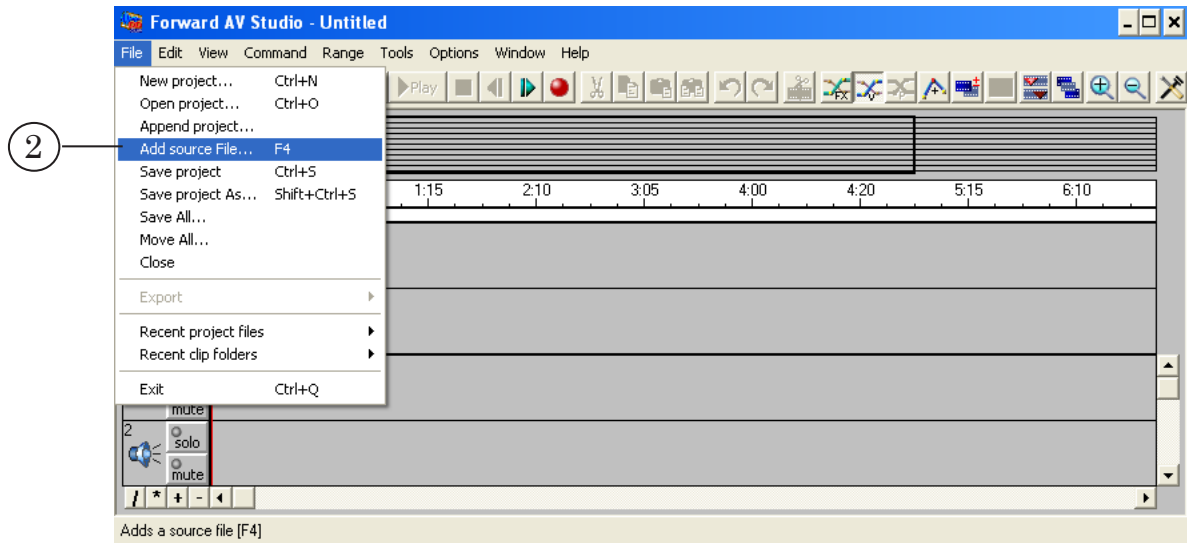 Forward AV Studio - Untitled
File Edit View Command Range Tools Options Window Help
New project... Ctrl+N
Open project... Ctrl+O
Append project...
Add source File... F4
Save project Ctrl+S
Save project As... Shift+Ctrl+S
Save All...
Move All...
Close
Export
Recent project files
Recent clip folders
Exit Ctrl+Q
Play
FX
V
P
A
2
1:15 2:10 3:05 4:00 4:20 5:15 6:10
mute
2
solo
mute
/ * + -
Adds a source file [F4]